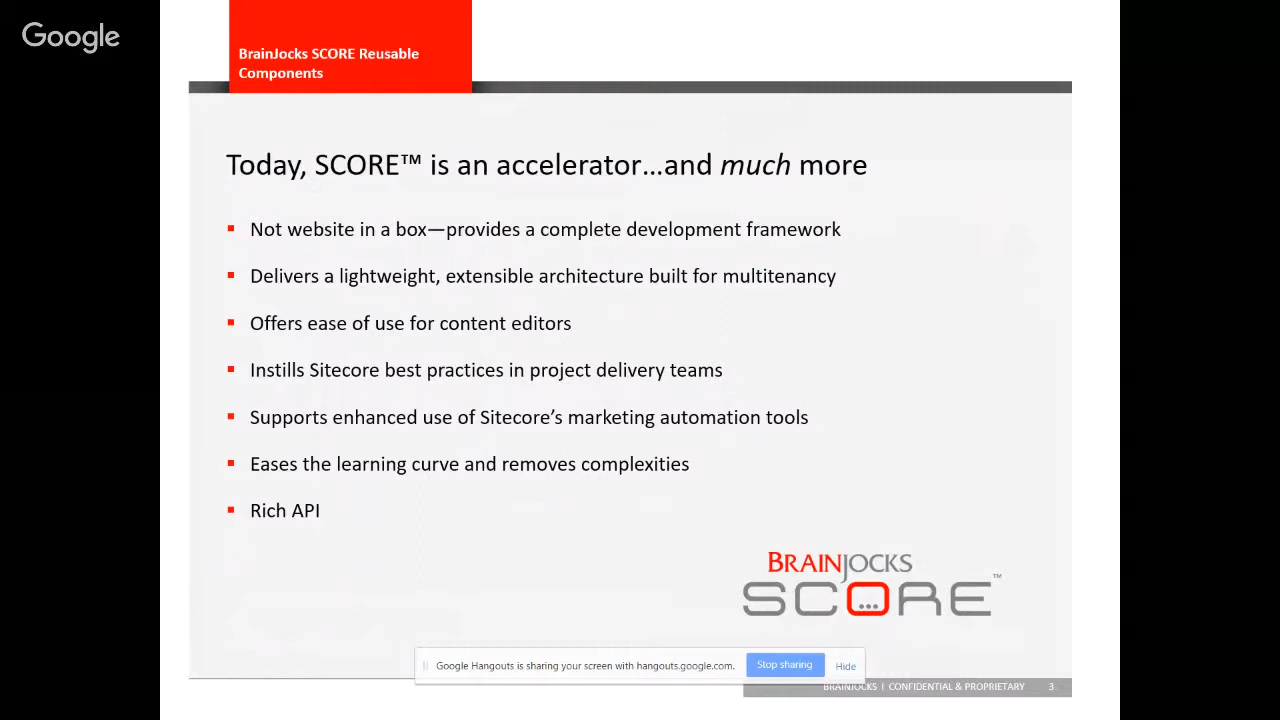 Google
BrainJocks SCORE Reusable
Components
Today, SCORE™ is an accelerator...and much more
Not website in a box—provides a complete development framework
Delivers a lightweight, extensible architecture built for multitenancy
Offers ease of use for content editors
Instills Sitecore best practices in project delivery teams
Supports enhanced use of Sitecore’s marketing automation tools
Eases the learning curve and removes complexities
Rich API
BRAINJOCKS
SCORE™
Google Hangouts is sharing your screen with hangouts.google.com. Stop sharing Hide
BRAINJOCKS | CONFIDENTIAL & PROPRIETARY 3